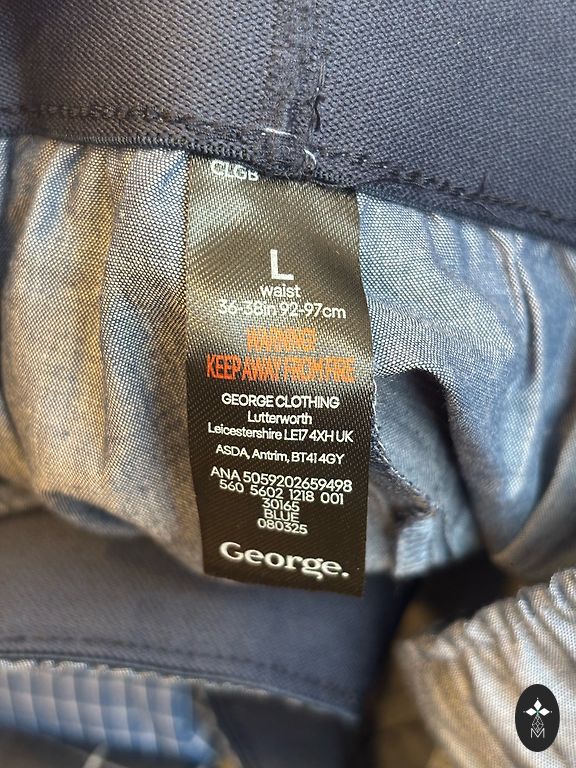 CLGB
L
waist
36-38in 92-97cm
WARNING!
KEEP AWAY FROM FIRE
GEORGE CLOTHING
Lutterworth
Leicestershire LE17 4XH UK
ASDA, Antrim, BT41 4GY
ANA 5059202659498
560 5602 1218 001
30165
BLUE
080325
George.
M